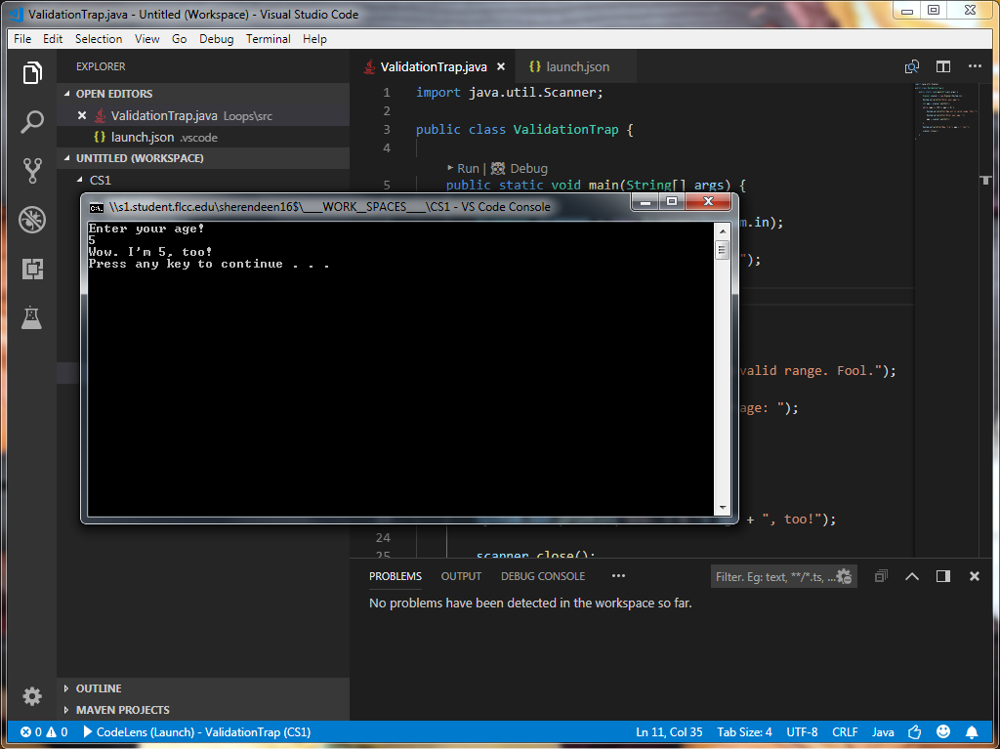 ValidationTrap.java - Untitled (Workspace) - Visual Studio Code
File Edit Selection View Go Debug Terminal Help
EXPLORER
OPEN EDITORS
ValidationTrap.java Loops\src
{} launch.json .vscode
UNTITLED (WORKSPACE)
CS1
OUTLINE
MAVEN PROJECTS
ValidationTrap.java {} launch.json
1 import java.util.Scanner;
2
3 public class ValidationTrap {
4
Run | Debug
5 public static void main(String[] args) {
m.in);
");
valid range. Fool.");
age: ");
+ ", too!");
24
25 scanner.close();
\\s1.student.flcc.edu\sherendeen16$\____WORK__SPACES____\CS1 - VS Code Console
Enter your age!
5
Wow. I'm 5, too!
Press any key to continue . . .
PROBLEMS OUTPUT DEBUG CONSOLE ... Filter. Eg: text, **/*.ts, ...
No problems have been detected in the workspace so far.
0 0 CodeLens (Launch) - ValidationTrap (CS1) Ln 11, Col 35 Tab Size: 4 UTF-8 CRLF Java